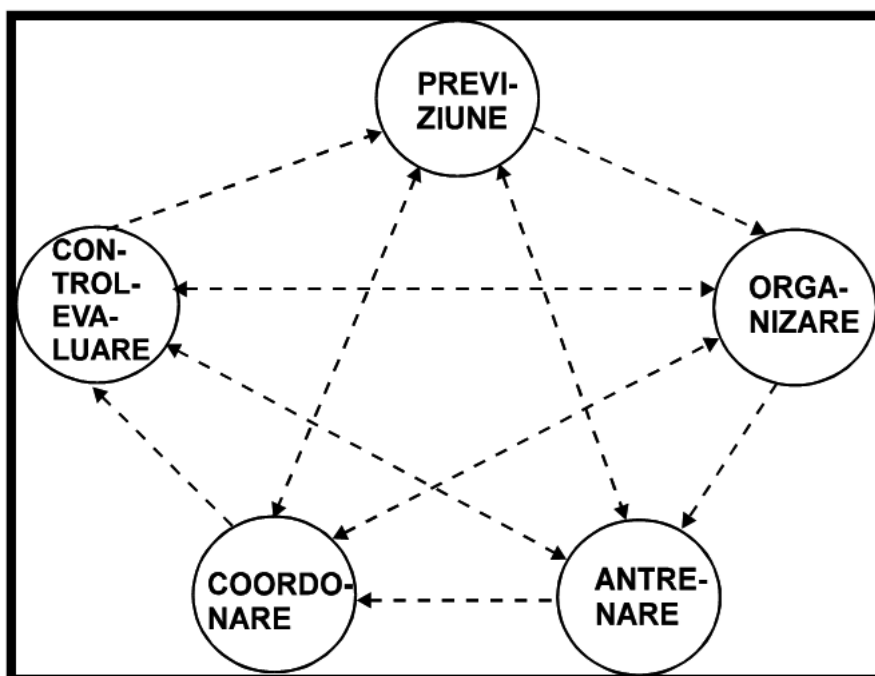 PREVI-
ZIUNE
CON-
TROL-
EVA-
LUARE
ORGA-
NIZARE
COORDO-
NARE
ANTRE-
NARE